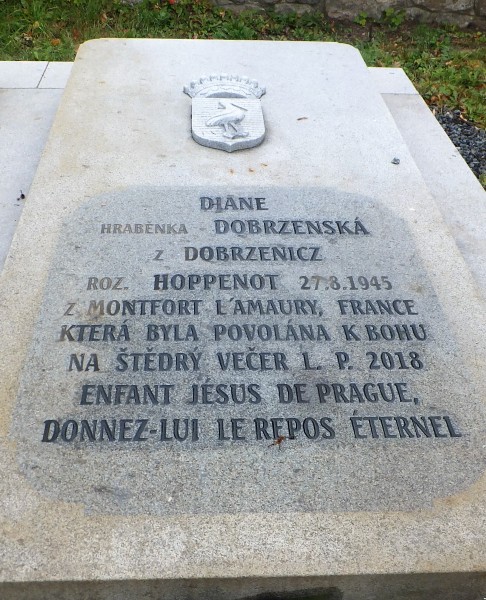 DIANE
HRABĚNKA - DOBRZENSKÁ
Z DOBRZENICZ
ROZ. HOPPENOT 27.8.1945
Z MONTFORT L'AMAURY, FRANCE
KTERÁ BYLA POVOLÁNA K BOHU
NA ŠTĚDRÝ VEČER L. P. 2018
ENFANT JÉSUS DE PRAGUE,
DONNEZ-LUI LE REPOS ÉTERNEL